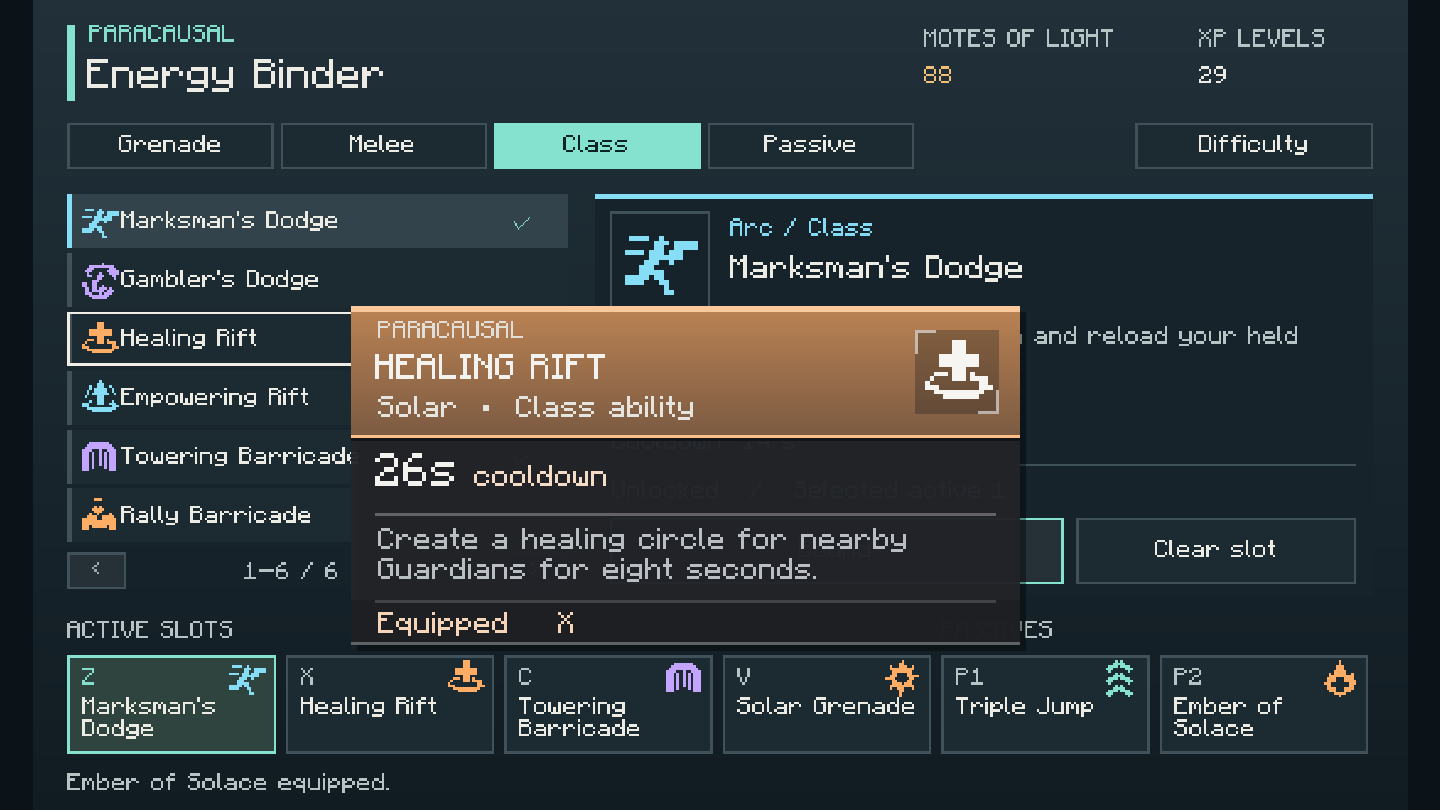 PARACAUSAL
Energy Binder
MOTES OF LIGHT
88
XP LEVELS
29
Grenade
Melee
Class
Passive
Difficulty
Marksman's Dodge
Gambler's Dodge
Healing Rift
Empowering Rift
Towering Barricade
Rally Barricade
<
1-6 / 6
Arc / Class
Marksman's Dodge
and reload your held
PARACAUSAL
HEALING RIFT
Solar · Class ability
26s cooldown
Create a healing circle for nearby
Guardians for eight seconds.
Equipped X
Unlocked / Selected active 1
Clear slot
ACTIVE SLOTS
Z
Marksman's
Dodge
X
Healing Rift
C
Towering
Barricade
V
Solar Grenade
P1
Triple Jump
P2
Ember of
Solace
Ember of Solace equipped.